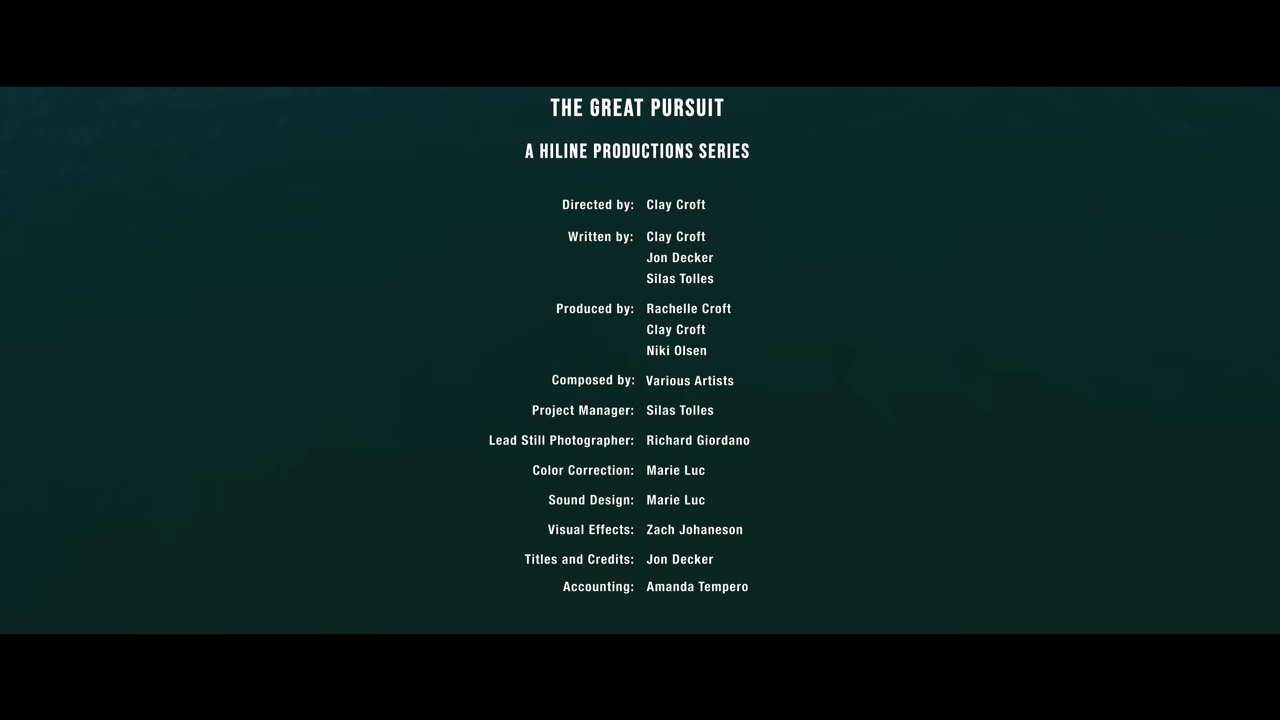 THE GREAT PURSUIT
A HILINE PRODUCTIONS SERIES
Directed by: Clay Croft
Written by: Clay Croft
Jon Decker
Silas Tolles
Produced by: Rachelle Croft
Clay Croft
Niki Olsen
Composed by: Various Artists
Project Manager: Silas Tolles
Lead Still Photographer: Richard Giordano
Color Correction: Marie Luc
Sound Design: Marie Luc
Visual Effects: Zach Johaneson
Titles and Credits: Jon Decker
Accounting: Amanda Tempero